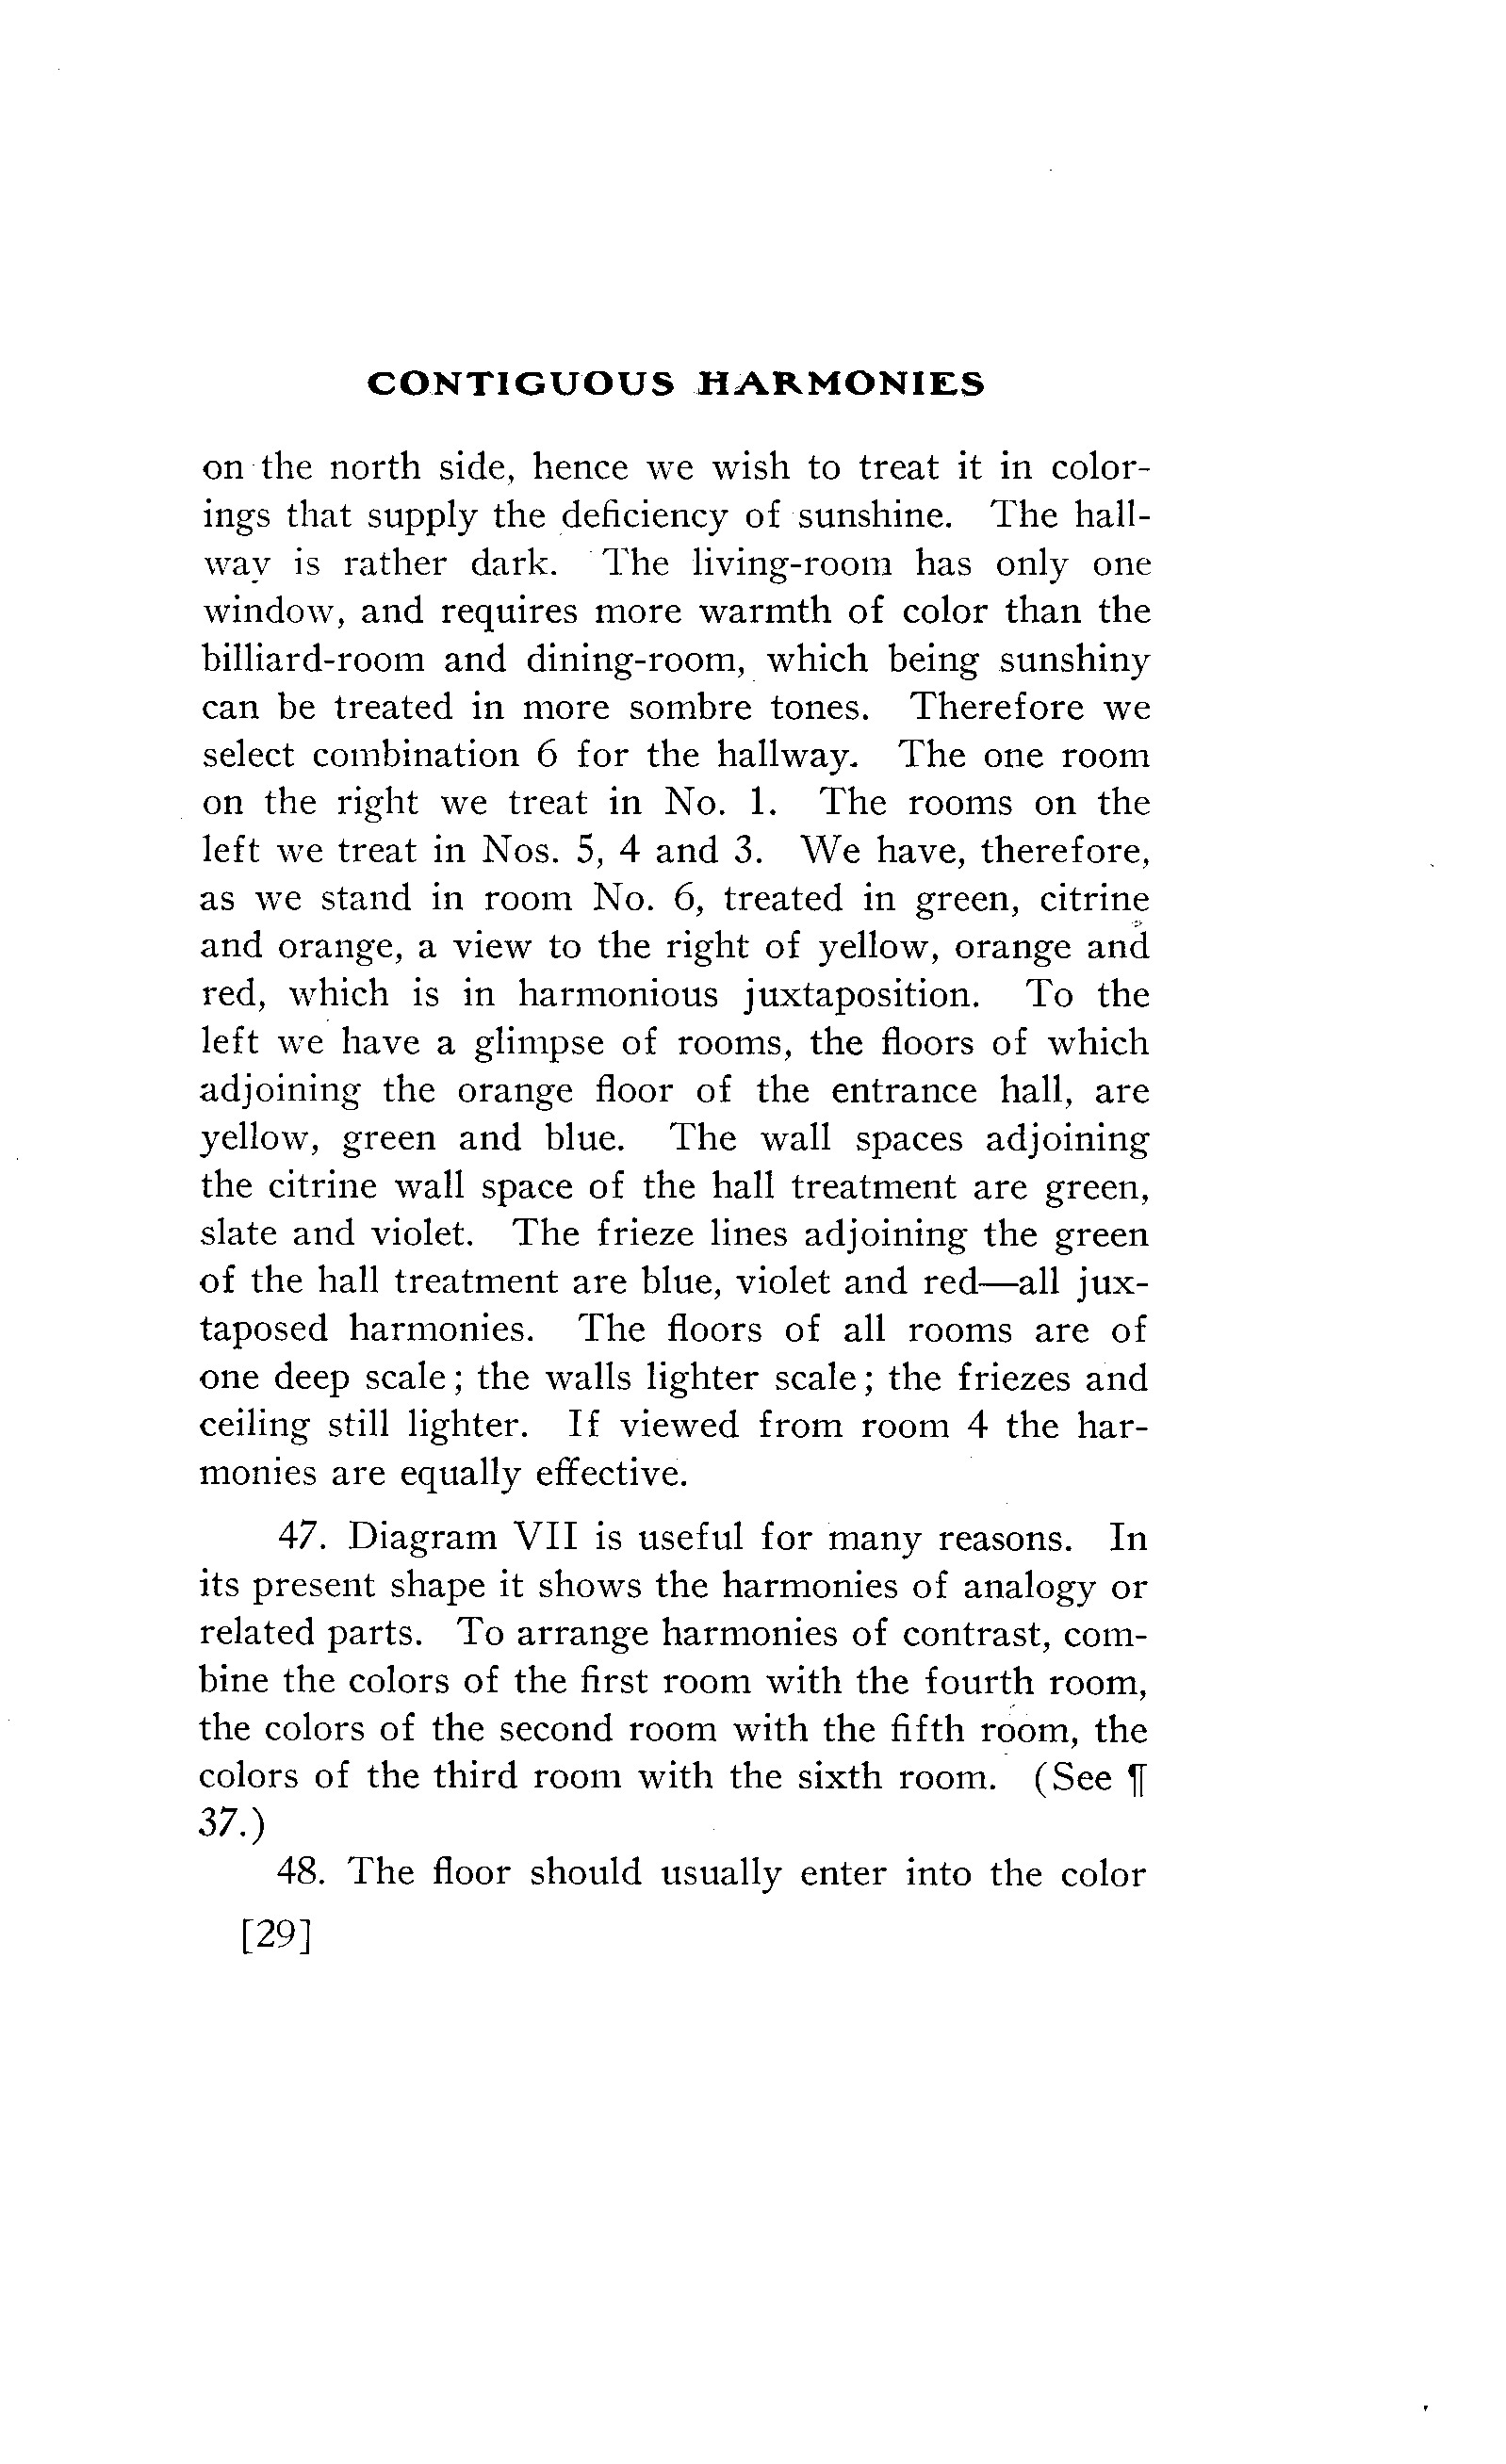 CONTIGUOUS HARMONIES
on the north side, hence we wish to treat it in color-
ings that supply the deficiency of sunshine. The hall-
way is rather dark. The living-room has only one
window, and requires more warmth of color than the
billiard-room and dining-room, which being sunshiny
can be treated in more sombre tones. Therefore we
select combination 6 for the hallway. The one room
on the right we treat in No. 1. The rooms on the
left we treat in Nos. 5, 4 and 3. We have, therefore,
as we stand in room No. 6, treated in green, citrine
and orange, a view to the right of yellow, orange and
red, which is in harmonious juxtaposition. To the
left we have a glimpse of rooms, the floors of which
adjoining the orange floor of the entrance hall, are
yellow, green and blue. The wall spaces adjoining
the citrine wall space of the hall treatment are green,
slate and violet. The frieze lines adjoining the green
of the hall treatment are blue, violet and red—all jux-
taposed harmonies. The floors of all rooms are of
one deep scale; the walls lighter scale; the friezes and
ceiling still lighter. If viewed from room 4 the har-
monies are equally effective.
47. Diagram VII is useful for many reasons. In
its present shape it shows the harmonies of analogy or
related parts. To arrange harmonies of contrast, com-
bine the colors of the first room with the fourth room,
the colors of the second room with the fifth room, the
colors of the third room with the sixth room. (See ¶
37.)
48. The floor should usually enter into the color
[29]